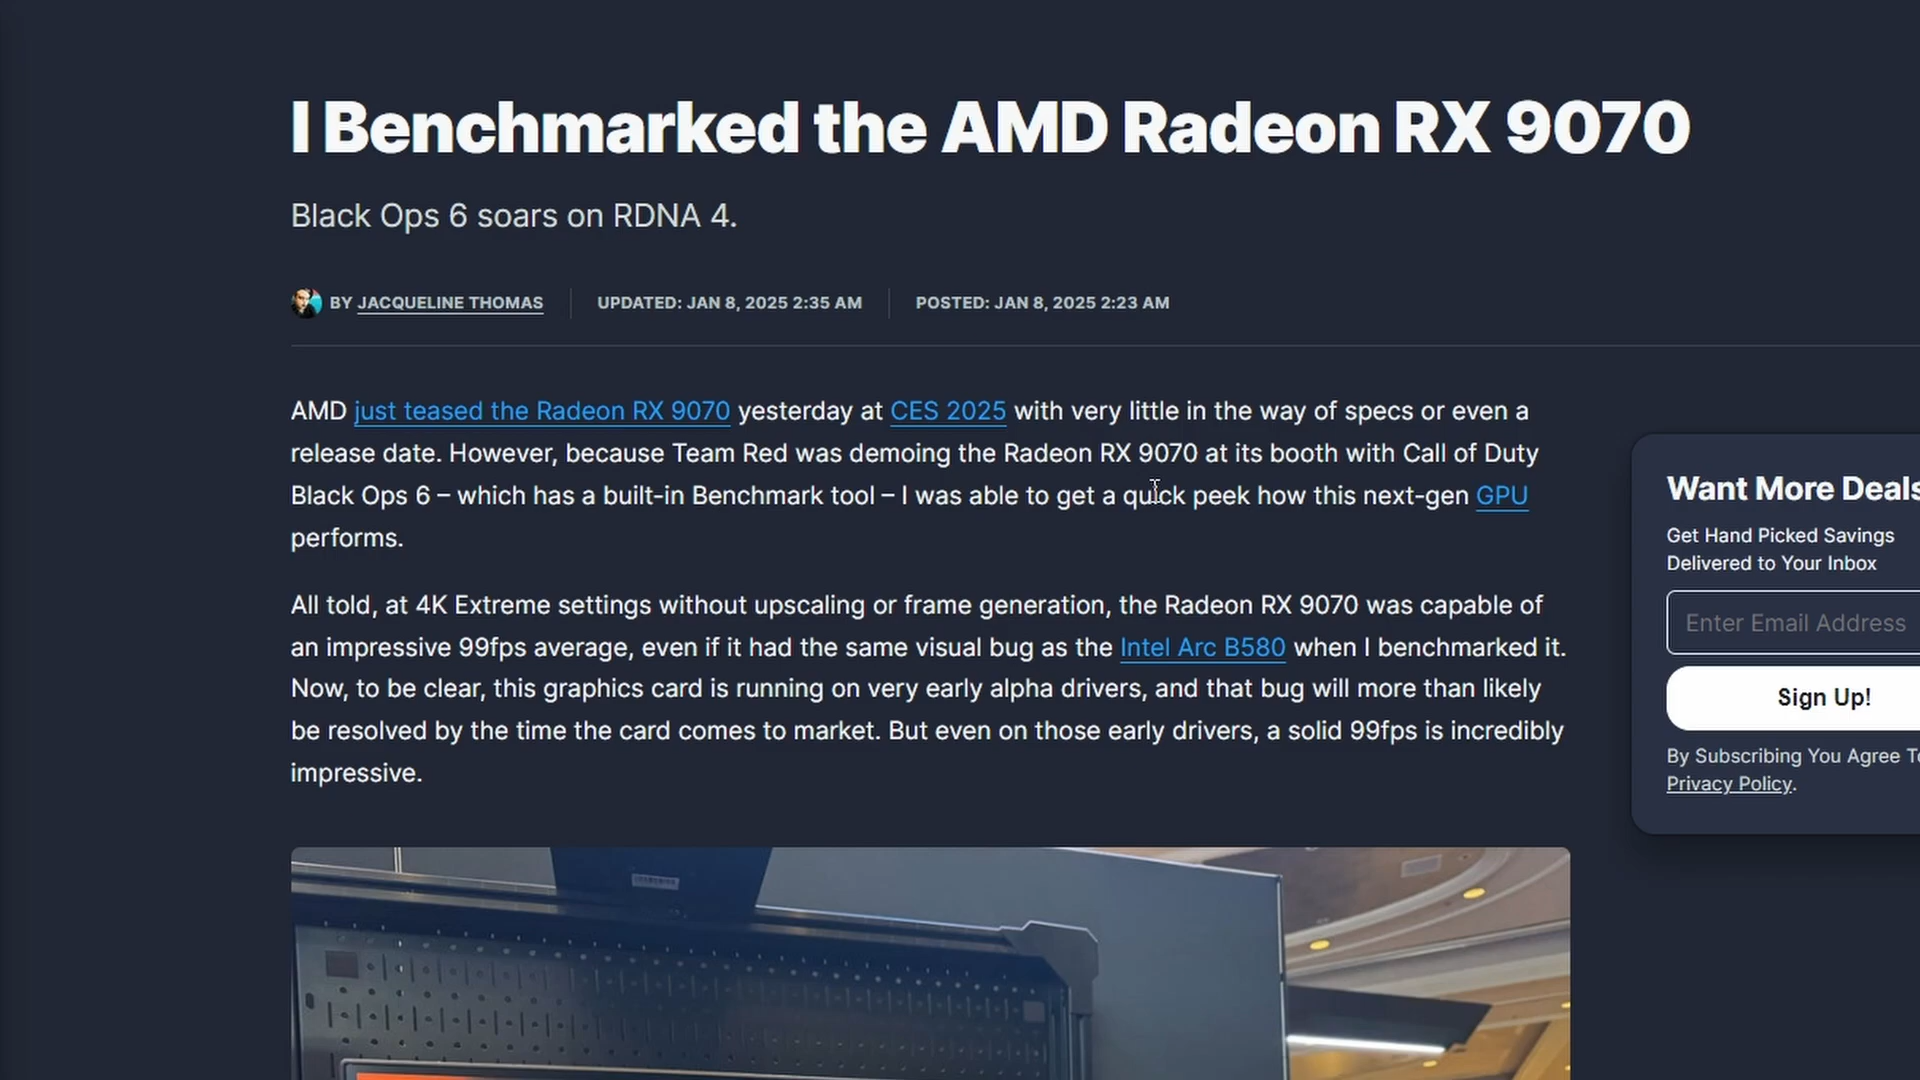 I Benchmarked the AMD Radeon RX 9070
Black Ops 6 soars on RDNA 4.
BY JACQUELINE THOMAS
UPDATED: JAN 8, 2025 2:35 AM
POSTED: JAN 8, 2025 2:23 AM
AMD just teased the Radeon RX 9070 yesterday at CES 2025 with very little in the way of specs or even a
release date. However, because Team Red was demoing the Radeon RX 9070 at its booth with Call of Duty
Black Ops 6 – which has a built-in Benchmark tool – I was able to get a quick peek how this next-gen GPU
performs.
All told, at 4K Extreme settings without upscaling or frame generation, the Radeon RX 9070 was capable of
an impressive 99fps average, even if it had the same visual bug as the Intel Arc B580 when I benchmarked it.
Now, to be clear, this graphics card is running on very early alpha drivers, and that bug will more than likely
be resolved by the time the card comes to market. But even on those early drivers, a solid 99fps is incredibly
impressive.
Want More Deals
Get Hand Picked Savings
Delivered to Your Inbox
Enter Email Address
Sign Up!
By Subscribing You Agree To
Privacy Policy.